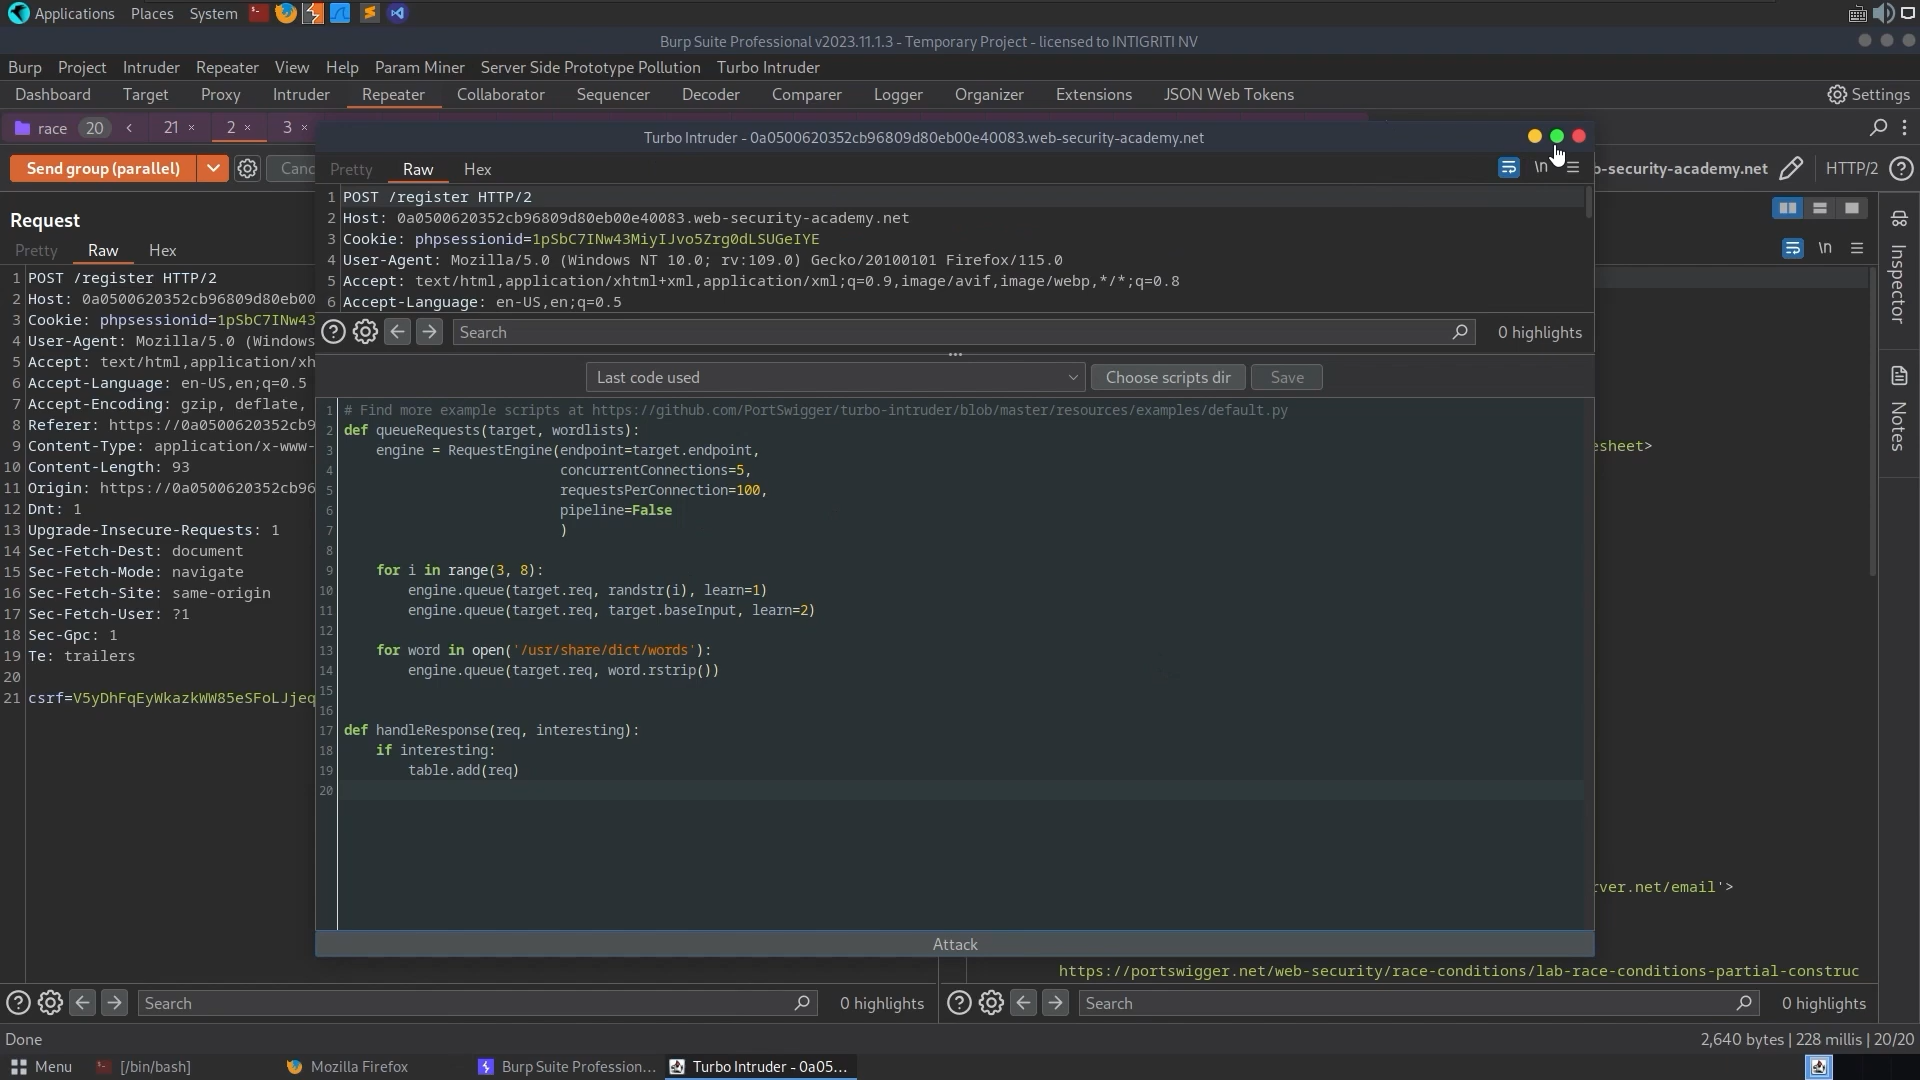 Applications Places System
Burp Suite Professional v2023.11.1.3 - Temporary Project - licensed to INTIGRITI NV
Burp Project Intruder Repeater View Help Param Miner Server Side Prototype Pollution Turbo Intruder
Dashboard Target Proxy Intruder Repeater Collaborator Sequencer Decoder Comparer Logger Organizer Extensions JSON Web Tokens Settings
race 20 < 21 × 2 × 3 ×
Send group (parallel) Canc
o-security-academy.net HTTP/2
Request
Pretty Raw Hex
1 POST /register HTTP/2
2 Host: 0a0500620352cb96809d80eb00
3 Cookie: phpsessionid=1pSbC7INw43
4 User-Agent: Mozilla/5.0 (Windows
5 Accept: text/html,application/xh
6 Accept-Language: en-US,en;q=0.5
7 Accept-Encoding: gzip, deflate,
8 Referer: https://0a0500620352cb9
9 Content-Type: application/x-www-
10 Content-Length: 93
11 Origin: https://0a0500620352cb96
12 Dnt: 1
13 Upgrade-Insecure-Requests: 1
14 Sec-Fetch-Dest: document
15 Sec-Fetch-Mode: navigate
16 Sec-Fetch-Site: same-origin
17 Sec-Fetch-User: ?1
18 Sec-Gpc: 1
19 Te: trailers
20
21 csrf=V5yDhFqEyWkazkWW85eSFoLJjeq
Turbo Intruder - 0a0500620352cb96809d80eb00e40083.web-security-academy.net
Pretty Raw Hex \n
1 POST /register HTTP/2
2 Host: 0a0500620352cb96809d80eb00e40083.web-security-academy.net
3 Cookie: phpsessionid=1pSbC7INw43MiyIJvo5Zrg0dLSUGeIYE
4 User-Agent: Mozilla/5.0 (Windows NT 10.0; rv:109.0) Gecko/20100101 Firefox/115.0
5 Accept: text/html,application/xhtml+xml,application/xml;q=0.9,image/avif,image/webp,*/*;q=0.8
6 Accept-Language: en-US,en;q=0.5
Search 0 highlights
Last code used Choose scripts dir Save
1 # Find more example scripts at https://github.com/PortSwigger/turbo-intruder/blob/master/resources/examples/default.py
2 def queueRequests(target, wordlists):
3 engine = RequestEngine(endpoint=target.endpoint,
4 concurrentConnections=5,
5 requestsPerConnection=100,
6 pipeline=False
7 )
8
9 for i in range(3, 8):
10 engine.queue(target.req, randstr(i), learn=1)
11 engine.queue(target.req, target.baseInput, learn=2)
12
13 for word in open('/usr/share/dict/words'):
14 engine.queue(target.req, word.rstrip())
15
16
17 def handleResponse(req, interesting):
18 if interesting:
19 table.add(req)
20
Attack
\n
Inspector
Notes
esheet>
rver.net/email'>
https://portswigger.net/web-security/race-conditions/lab-race-conditions-partial-construc
Search 0 highlights
Search 0 highlights
Done
2,640 bytes | 228 millis | 20/20
Menu [/bin/bash] Mozilla Firefox Burp Suite Profession... Turbo Intruder - 0a05...